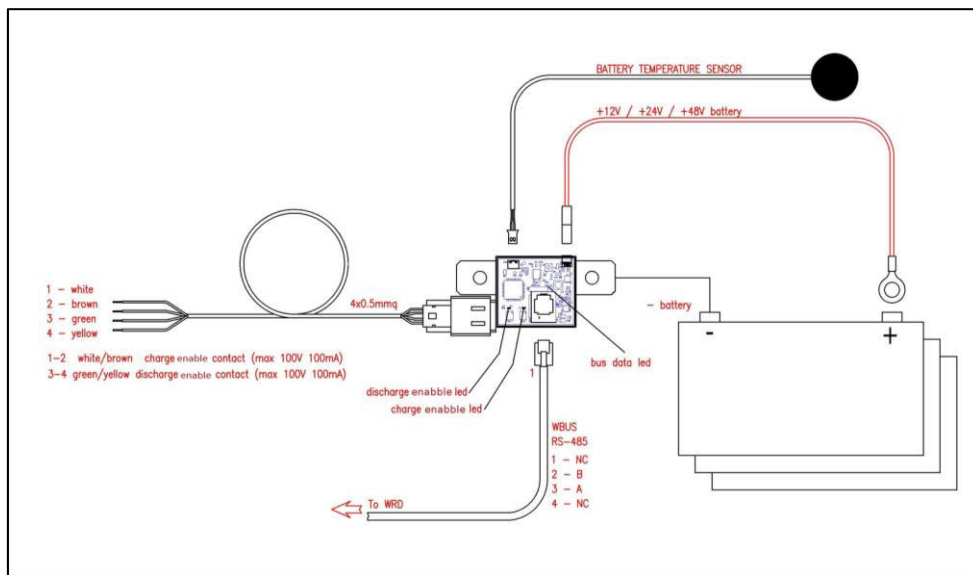 BATTERY TEMPERATURE SENSOR
+12V / +24V / +48V battery
1 - white
2 - brown
3 - green
4 - yellow
4x0.5mmq
1-2 white/brown charge enable contact (max 100V 100mA)
3-4 green/yellow discharge enable contact (max 100V 100mA)
- battery
- +
bus data led
1
discharge enabble led
charge enabble led
WBUS
RS-485
1 - NC
2 - B
3 - A
4 - NC
To WRD